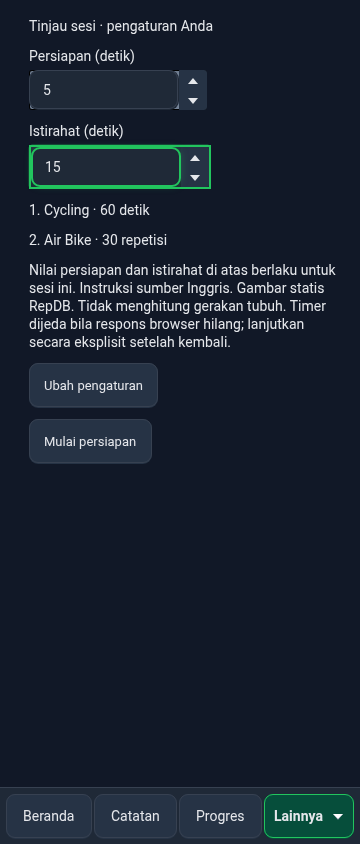 Tinjau sesi · pengaturan Anda
Persiapan (detik)
5
Istirahat (detik)
15
1. Cycling · 60 detik
2. Air Bike · 30 repetisi
Nilai persiapan dan istirahat di atas berlaku untuk
sesi ini. Instruksi sumber Inggris. Gambar statis
RepDB. Tidak menghitung gerakan tubuh. Timer
dijeda bila respons browser hilang; lanjutkan
secara eksplisit setelah kembali.
Ubah pengaturan
Mulai persiapan
Beranda
Catatan
Progres
Lainnya